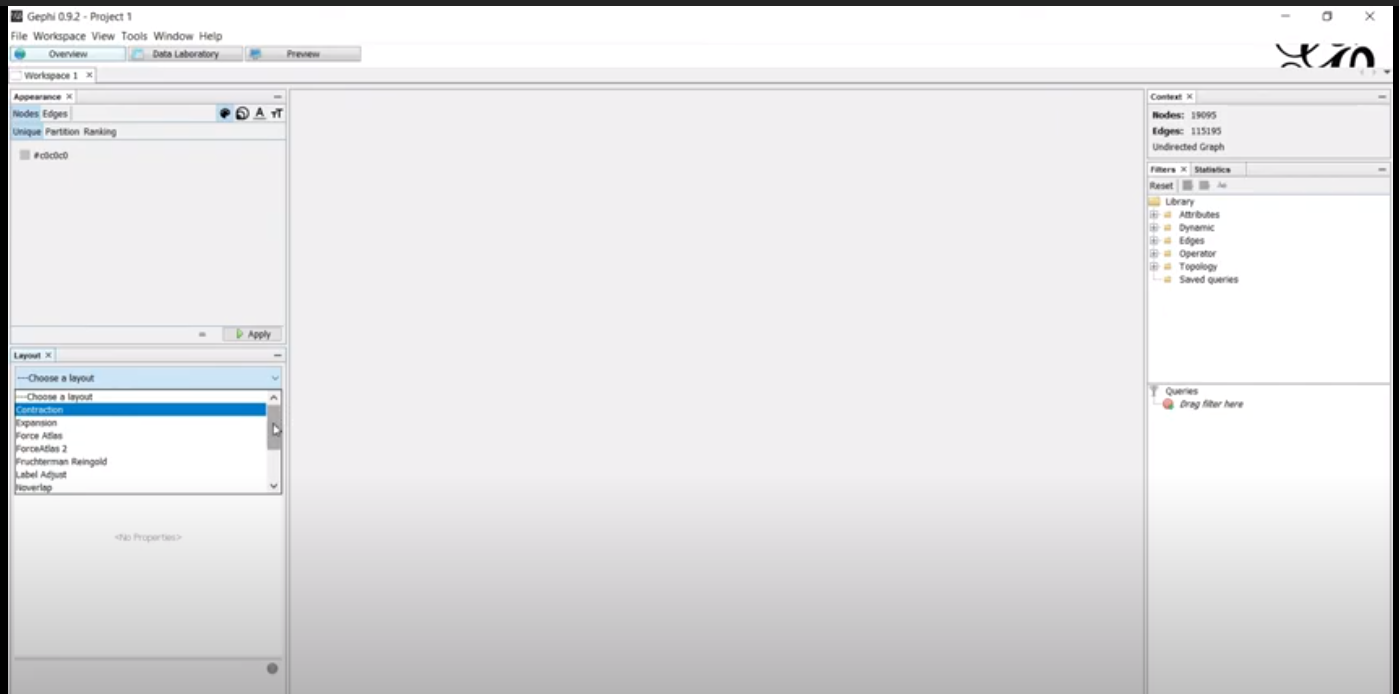 Gephi 0.9.2 - Project 1
File Workspace View Tools Window Help
Overview Data Laboratory Preview
Workspace 1
Appearance
Nodes Edges
Unique Partition Ranking
#c0c0c0
Apply
Layout
---Choose a layout
---Choose a layout
Contraction
Expansion
Force Atlas
ForceAtlas 2
Fruchterman Reingold
Label Adjust
Noverlap
<No Properties>
Context
Nodes: 19095
Edges: 115195
Undirected Graph
Filters Statistics
Reset
Library
Attributes
Dynamic
Edges
Operator
Topology
Saved queries
Queries
Drag filter here